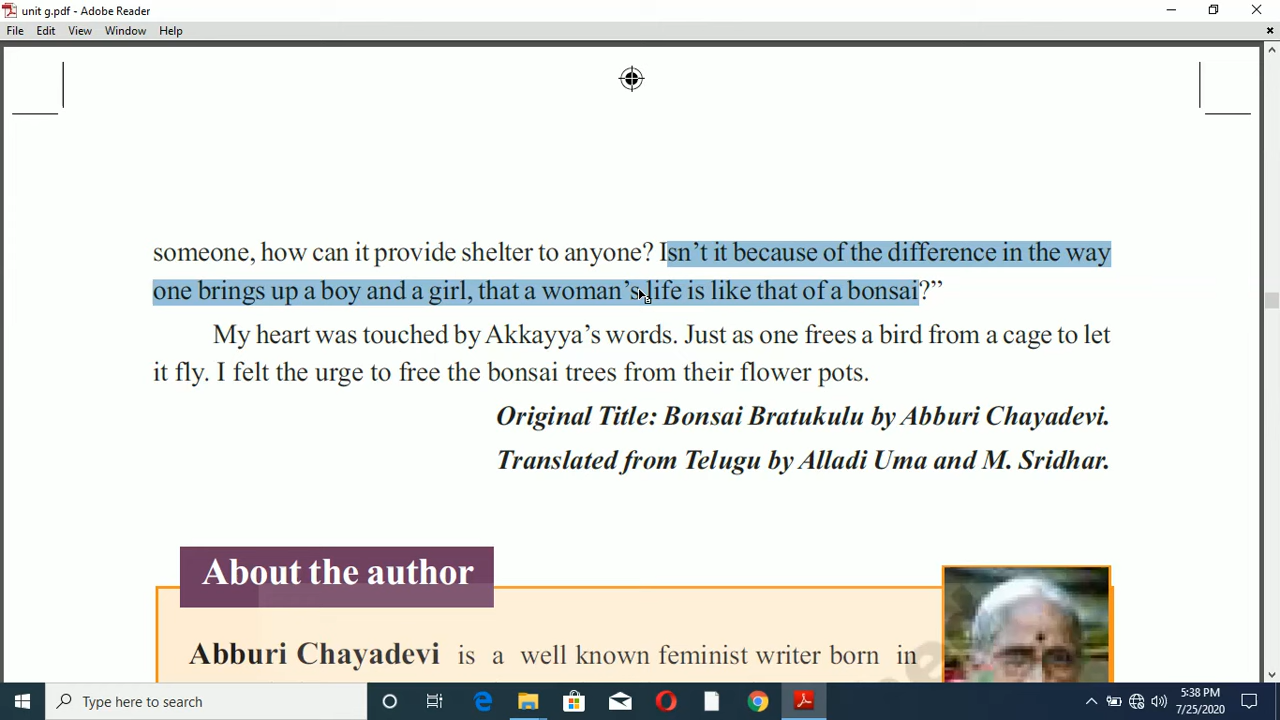 unit g.pdf - Adobe Reader
File Edit View Window Help
someone, how can it provide shelter to anyone? Isn’t it because of the difference in the way
one brings up a boy and a girl, that a woman’s life is like that of a bonsai?”
My heart was touched by Akkayya’s words. Just as one frees a bird from a cage to let
it fly. I felt the urge to free the bonsai trees from their flower pots.
Original Title: Bonsai Bratukulu by Abburi Chayadevi.
Translated from Telugu by Alladi Uma and M. Sridhar.
About the author
Abburi Chayadevi is a well known feminist writer born in
Type here to search
5:38 PM
7/25/2020